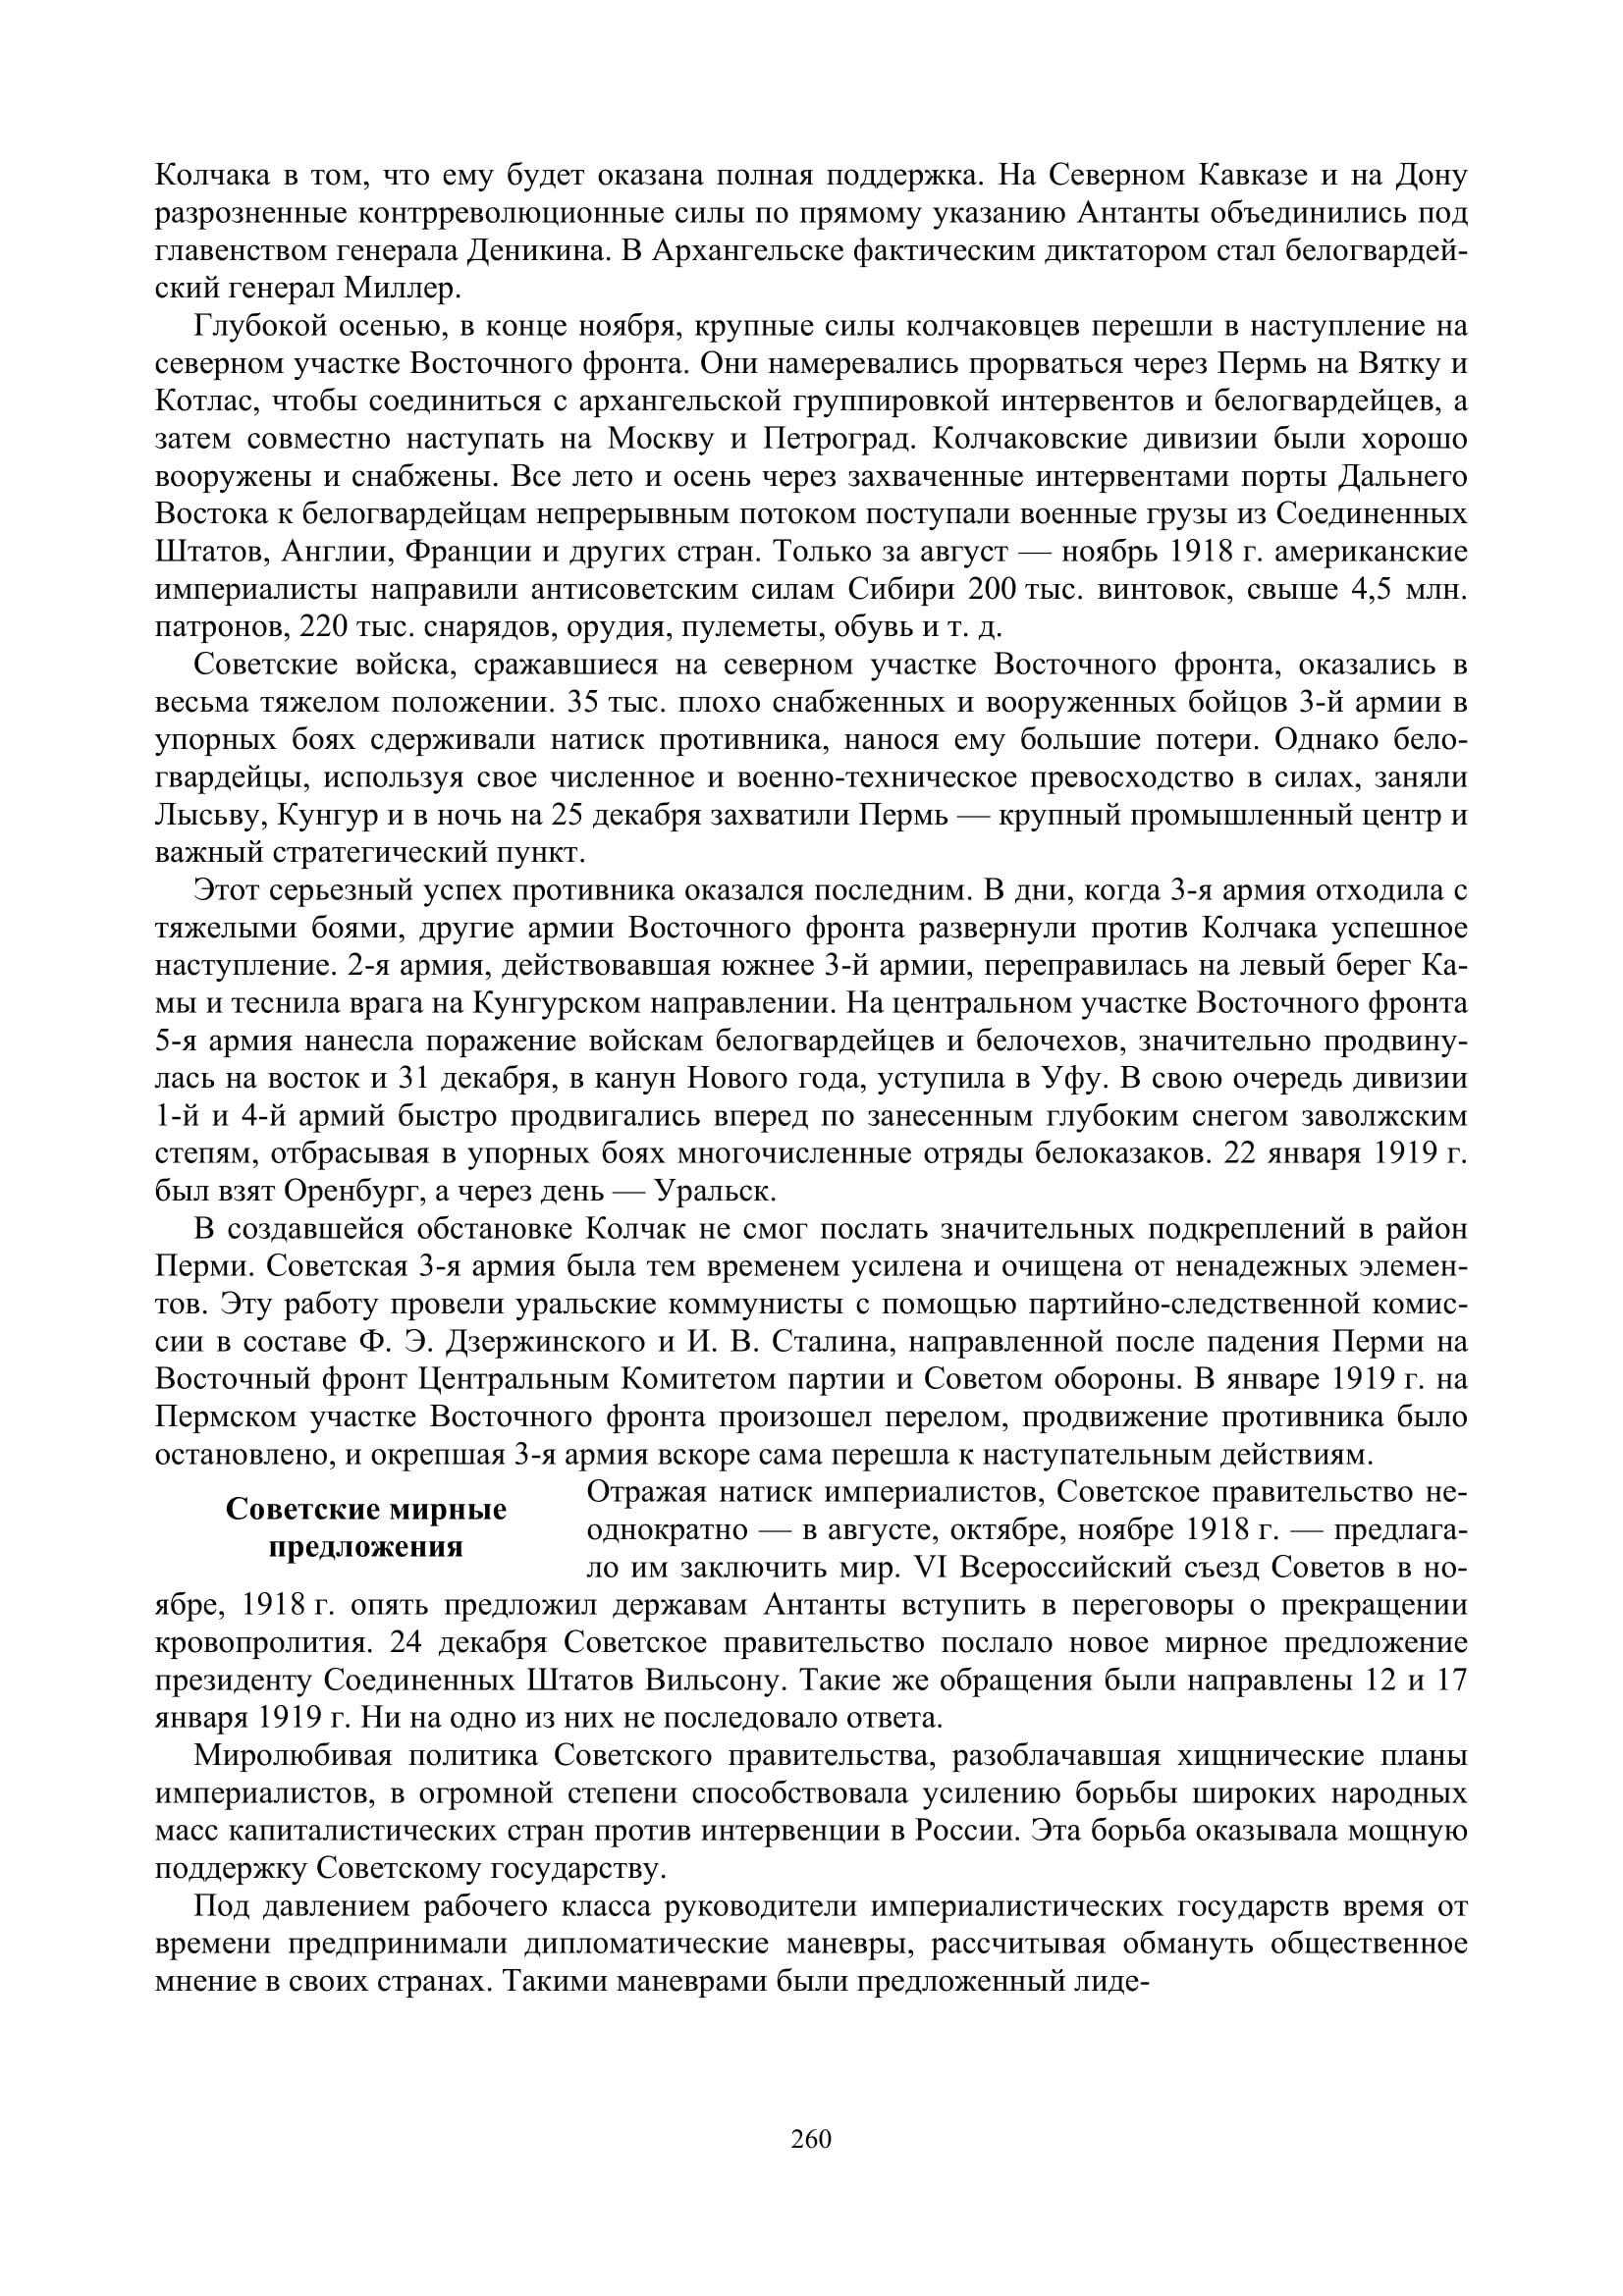 Колчака в том, что ему будет оказана полная поддержка. На Северном Кавказе и на Дону
разрозненные контрреволюционные силы по прямому указанию Антанты объединились под
главенством генерала Деникина. В Архангельске фактическим диктатором стал белогвардей-
ский генерал Миллер.
Глубокой осенью, в конце ноября, крупные силы колчаковцев перешли в наступление на
северном участке Восточного фронта. Они намеревались прорваться через Пермь на Вятку и
Котлас, чтобы соединиться с архангельской группировкой интервентов и белогвардейцев, а
затем совместно наступать на Москву и Петроград. Колчаковские дивизии были хорошо
вооружены и снабжены. Все лето и осень через захваченные интервентами порты Дальнего
Востока к белогвардейцам непрерывным потоком поступали военные грузы из Соединенных
Штатов, Англии, Франции и других стран. Только за август — ноябрь 1918 г. американские
империалисты направили антисоветским силам Сибири 200 тыс. винтовок, свыше 4,5 млн.
патронов, 220 тыс. снарядов, орудия, пулеметы, обувь и т. д.
Советские войска, сражавшиеся на северном участке Восточного фронта, оказались в
весьма тяжелом положении. 35 тыс. плохо снабженных и вооруженных бойцов 3-й армии в
упорных боях сдерживали натиск противника, нанося ему большие потери. Однако бело-
гвардейцы, используя свое численное и военно-техническое превосходство в силах, заняли
Лысьву, Кунгур и в ночь на 25 декабря захватили Пермь — крупный промышленный центр и
важный стратегический пункт.
Этот серьезный успех противника оказался последним. В дни, когда 3-я армия отходила с
тяжелыми боями, другие армии Восточного фронта развернули против Колчака успешное
наступление. 2-я армия, действовавшая южнее 3-й армии, переправилась на левый берег Ка-
мы и теснила врага на Кунгурском направлении. На центральном участке Восточного фронта
5-я армия нанесла поражение войскам белогвардейцев и белочехов, значительно продвину-
лась на восток и 31 декабря, в канун Нового года, уступила в Уфу. В свою очередь дивизии
1-й и 4-й армий быстро продвигались вперед по занесенным глубоким снегом заволжским
степям, отбрасывая в упорных боях многочисленные отряды белоказаков. 22 января 1919 г.
был взят Оренбург, а через день — Уральск.
В создавшейся обстановке Колчак не смог послать значительных подкреплений в район
Перми. Советская 3-я армия была тем временем усилена и очищена от ненадежных элемен-
тов. Эту работу провели уральские коммунисты с помощью партийно-следственной комис-
сии в составе Ф. Э. Дзержинского и И. В. Сталина, направленной после падения Перми на
Восточный фронт Центральным Комитетом партии и Советом обороны. В январе 1919 г. на
Пермском участке Восточного фронта произошел перелом, продвижение противника было
остановлено, и окрепшая 3-я армия вскоре сама перешла к наступательным действиям.
Советские мирные
предложения
Отражая натиск империалистов, Советское правительство не-
однократно — в августе, октябре, ноябре 1918 г. — предлага-
ло им заключить мир. VI Всероссийский съезд Советов в но-
ябре, 1918 г. опять предложил державам Антанты вступить в переговоры о прекращении
кровопролития. 24 декабря Советское правительство послало новое мирное предложение
президенту Соединенных Штатов Вильсону. Такие же обращения были направлены 12 и 17
января 1919 г. Ни на одно из них не последовало ответа.
Миролюбивая политика Советского правительства, разоблачавшая хищнические планы
империалистов, в огромной степени способствовала усилению борьбы широких народных
масс капиталистических стран против интервенции в России. Эта борьба оказывала мощную
поддержку Советскому государству.
Под давлением рабочего класса руководители империалистических государств время от
времени предпринимали дипломатические маневры, рассчитывая обмануть общественное
мнение в своих странах. Такими маневрами были предложенный лиде-
260